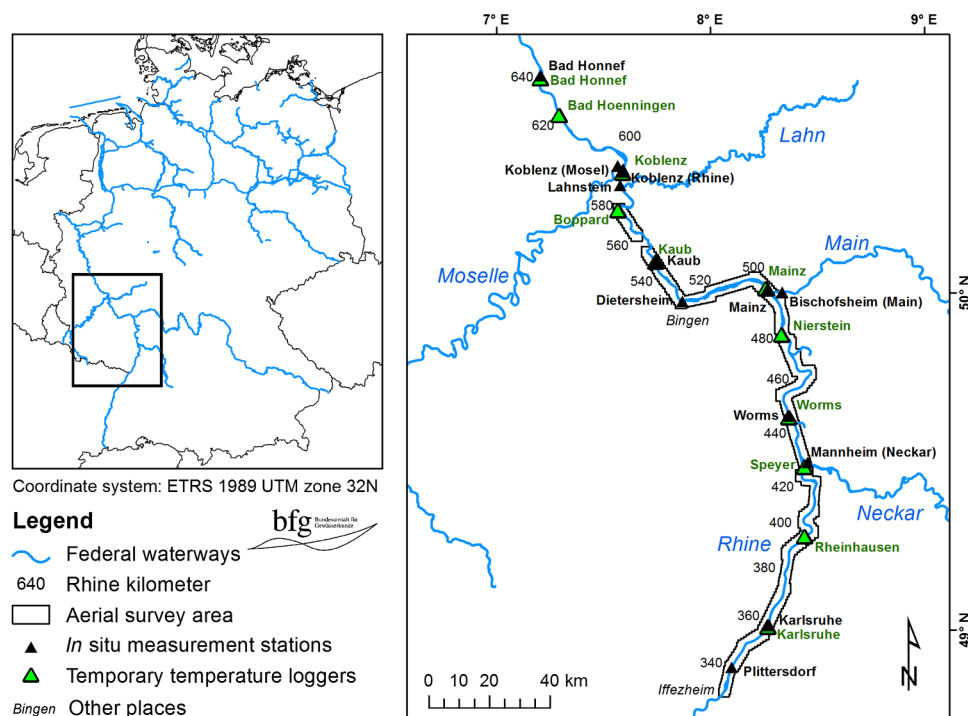 7° E
8° E
9° E
Bad Honnef
640
Bad Honnef
Bad Hoenningen
620
600
Lahn
Koblenz
Koblenz (Mosel)
Koblenz (Rhine)
Lahnstein
580
Boppard
560
Kaub
Kaub
Main
540
520
500
Mainz
Moselle
50° N
Dietersheim
Mainz
Bischofsheim (Main)
Bingen
Nierstein
480
460
Worms
Worms
440
Mannheim (Neckar)
Speyer
420
Neckar
400
Rhine
Rheinhausen
380
360
Karlsruhe
Karlsruhe
49° N
340
Plittersdorf
Iffezheim
0 10 20 40 km
N
Coordinate system: ETRS 1989 UTM zone 32N
Legend
bfg Bundesanstalt für
Gewässerkunde
Federal waterways
640 Rhine kilometer
Aerial survey area
In situ measurement stations
Temporary temperature loggers
Bingen Other places